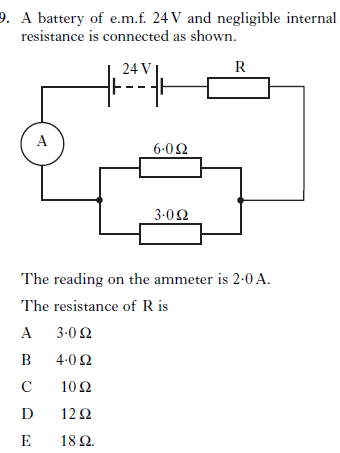 9. A battery of e.m.f. 24 V and negligible internal
resistance is connected as shown.
24 V
R
A
6·0 Ω
3·0 Ω
The reading on the ammeter is 2·0 A.
The resistance of R is
A 3·0 Ω
B 4·0 Ω
C 10 Ω
D 12 Ω
E 18 Ω.